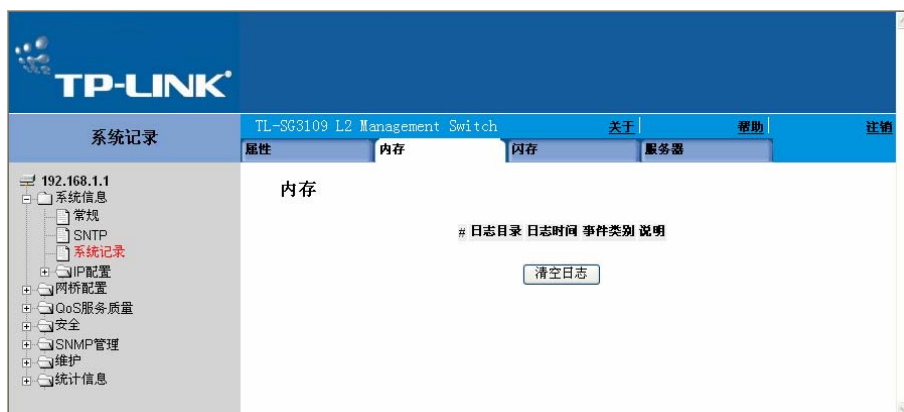 TP-LINK
系统记录
TL-SG3109 L2 Management Switch
关于
帮助
注销
属性
内存
闪存
服务器
192.168.1.1
系统信息
常规
SNTP
系统记录
IP配置
网桥配置
QoS服务质量
安全
SNMP管理
维护
统计信息
内存
# 日志目录 日志时间 事件类别 说明
清空日志